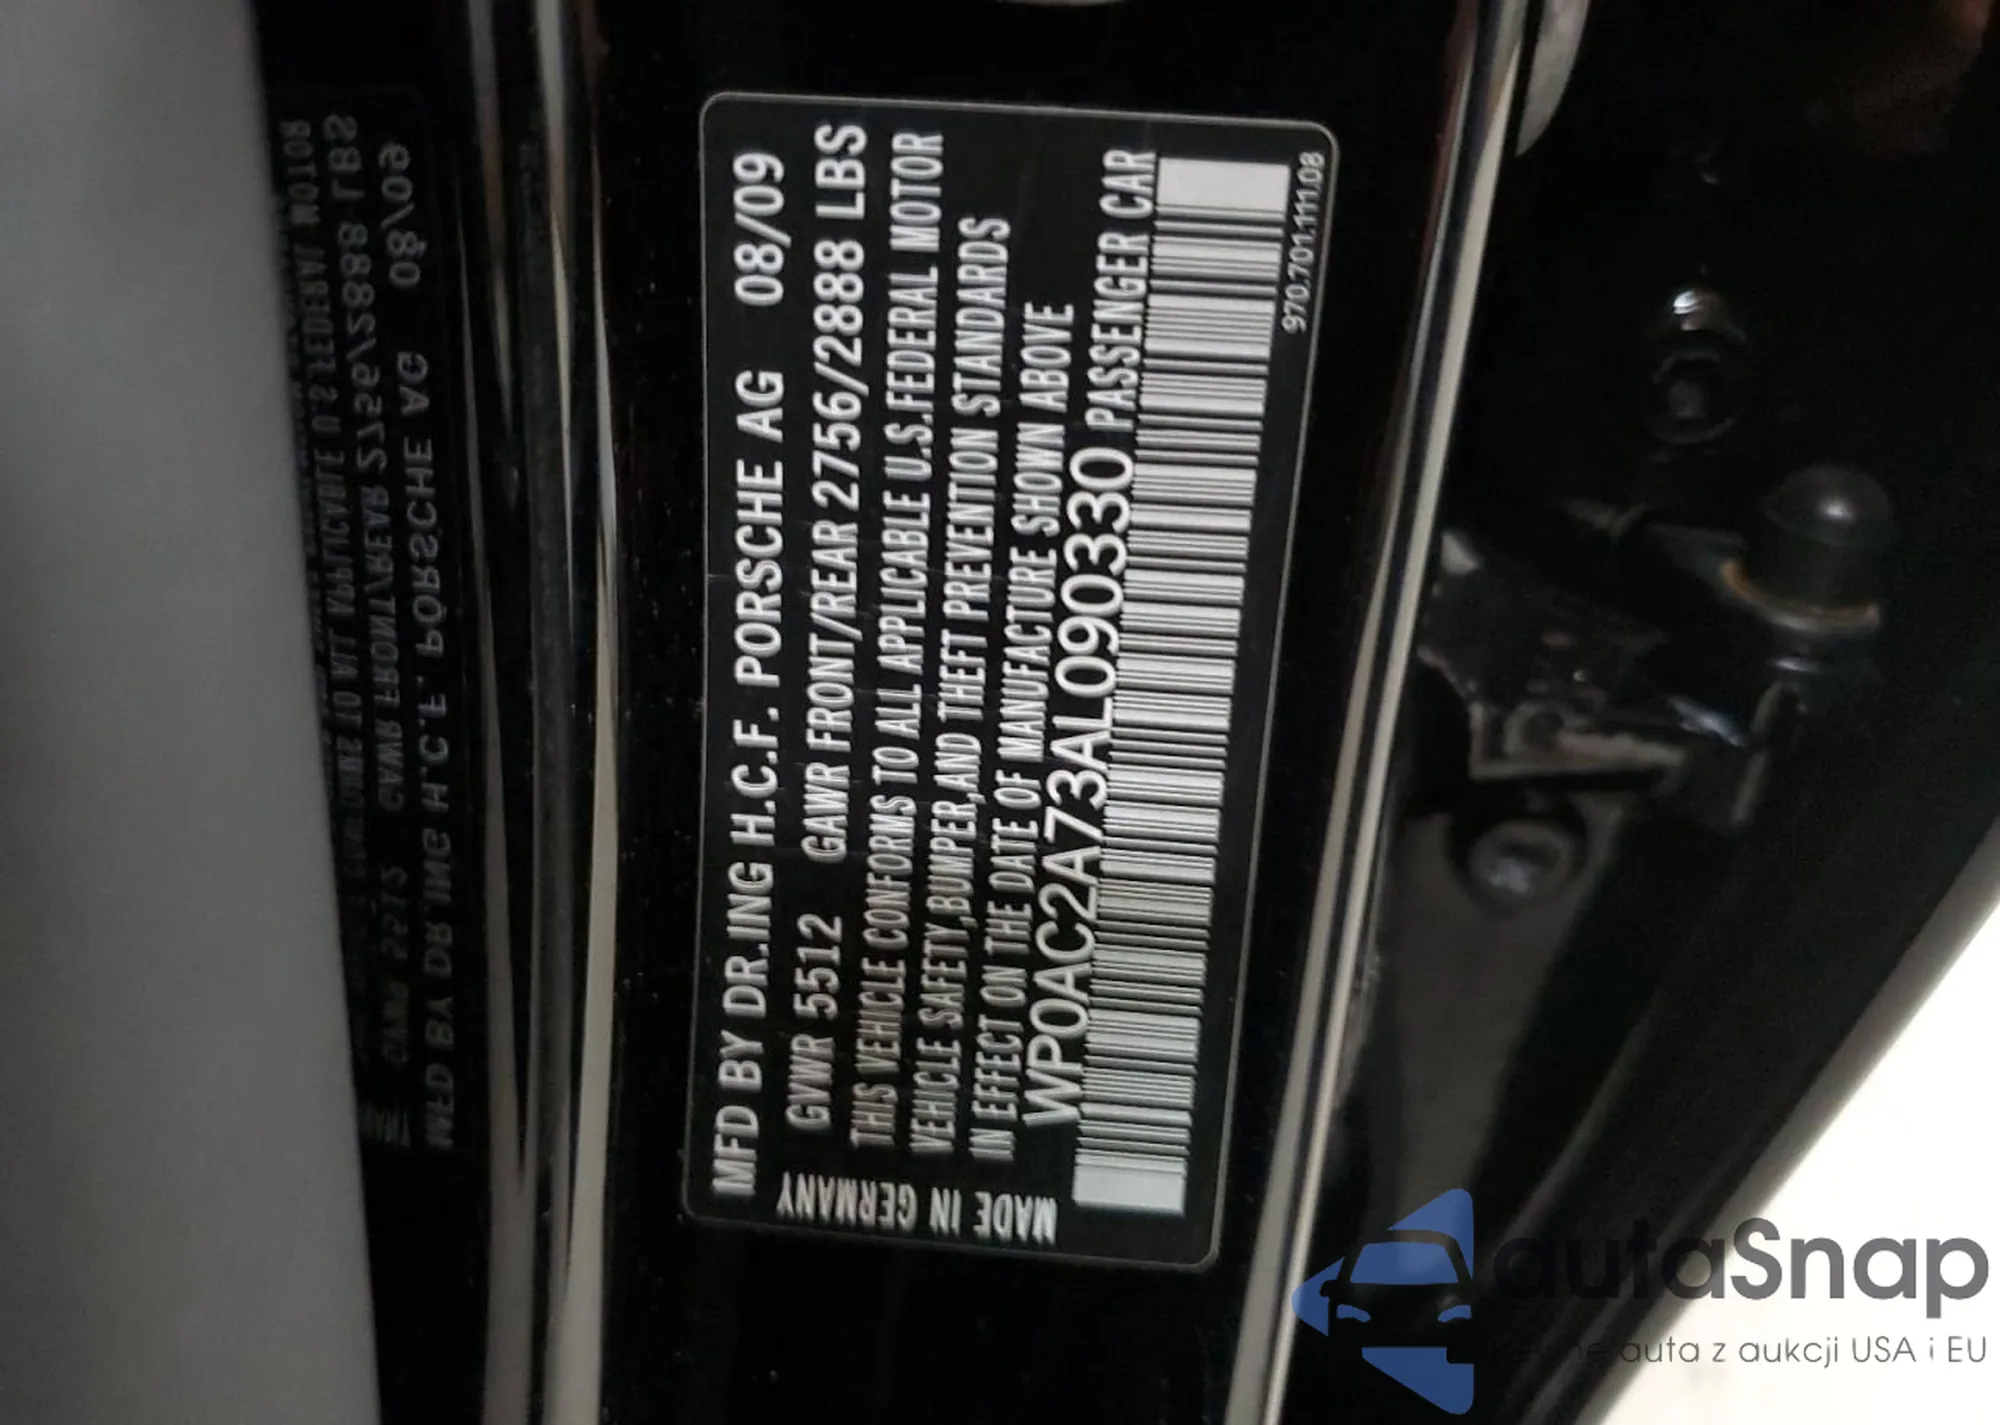 MFD BY DR.ING H.C.F. PORSCHE AG 08/09
GVWR 5512 GAWR FRONT/REAR 2756/2888 LBS
THIS VEHICLE CONFORMS TO ALL APPLICABLE U.S.FEDERAL MOTOR
VEHICLE SAFETY,BUMPER,AND THEFT PREVENTION STANDARDS
IN EFFECT ON THE DATE OF MANUFACTURE SHOWN ABOVE
WP0AC2A73AL090330 PASSENGER CAR
970.701.111.08
MADE IN GERMANY
autaSnap
auta z aukcji USA i EU